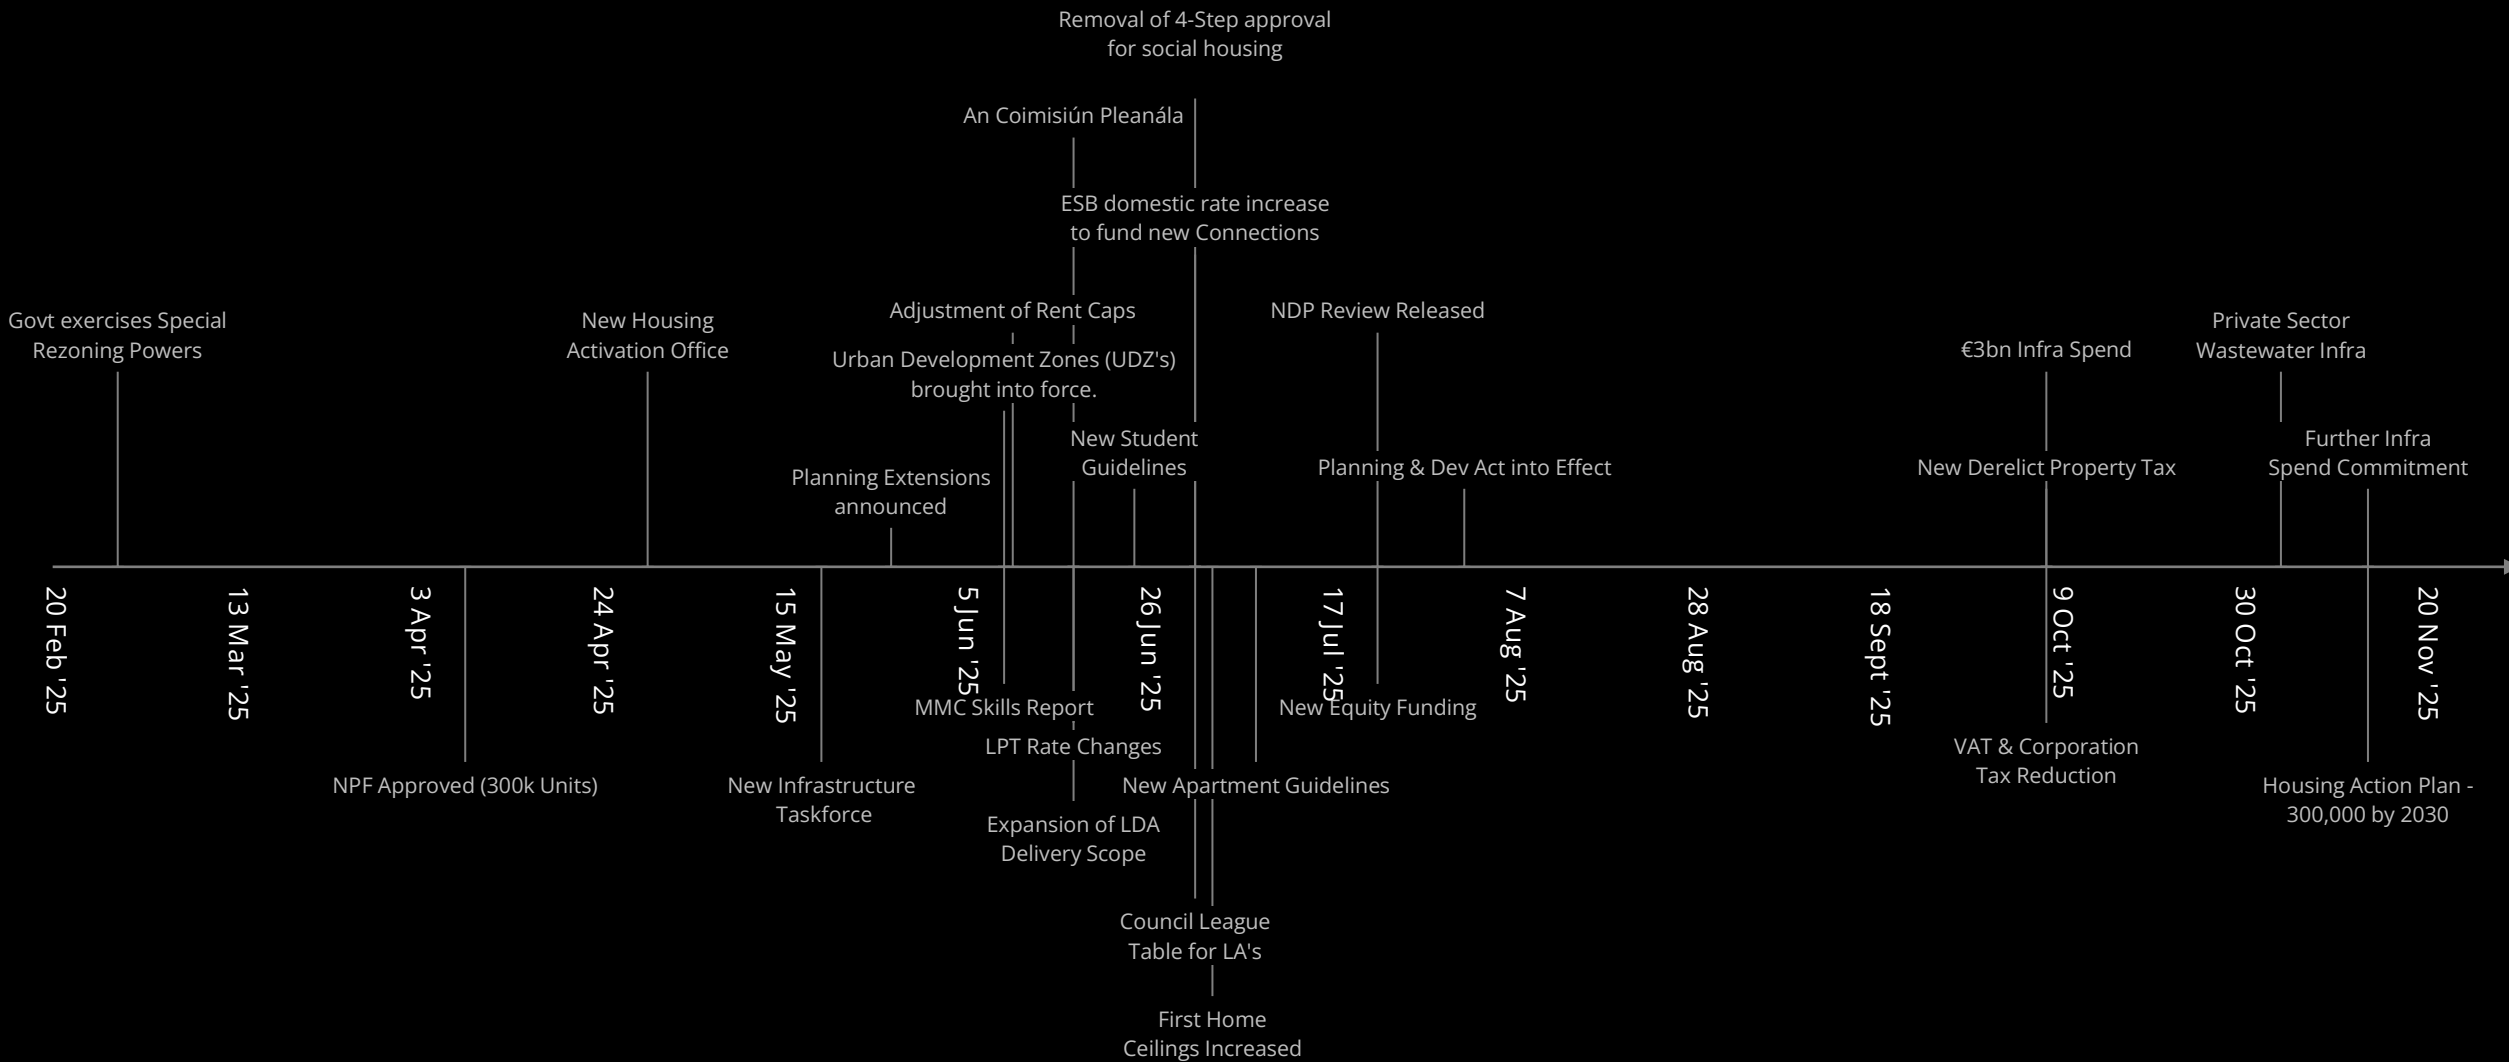 Removal of 4-Step approval
for social housing
An Coimisiún Pleanála
ESB domestic rate increase
to fund new Connections
Govt exercises Special
Rezoning Powers
New Housing
Activation Office
Adjustment of Rent Caps
Urban Development Zones (UDZ's)
brought into force.
NDP Review Released
€3bn Infra Spend
Private Sector
Wastewater Infra
Planning Extensions
announced
New Student
Guidelines
Planning & Dev Act into Effect
New Derelict Property Tax
Further Infra
Spend Commitment
20 Feb '25
13 Mar '25
3 Apr '25
24 Apr '25
15 May '25
5 Jun '25
26 Jun '25
17 Jul '25
7 Aug '25
28 Aug '25
18 Sept '25
9 Oct '25
30 Oct '25
20 Nov '25
MMC Skills Report
New Equity Funding
LPT Rate Changes
VAT & Corporation
Tax Reduction
NPF Approved (300k Units)
New Infrastructure
Taskforce
New Apartment Guidelines
Housing Action Plan -
300,000 by 2030
Expansion of LDA
Delivery Scope
Council League
Table for LA's
First Home
Ceilings Increased